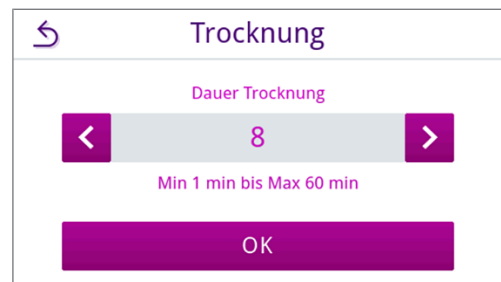 Trocknung
Dauer Trocknung
8
Min 1 min bis Max 60 min
OK